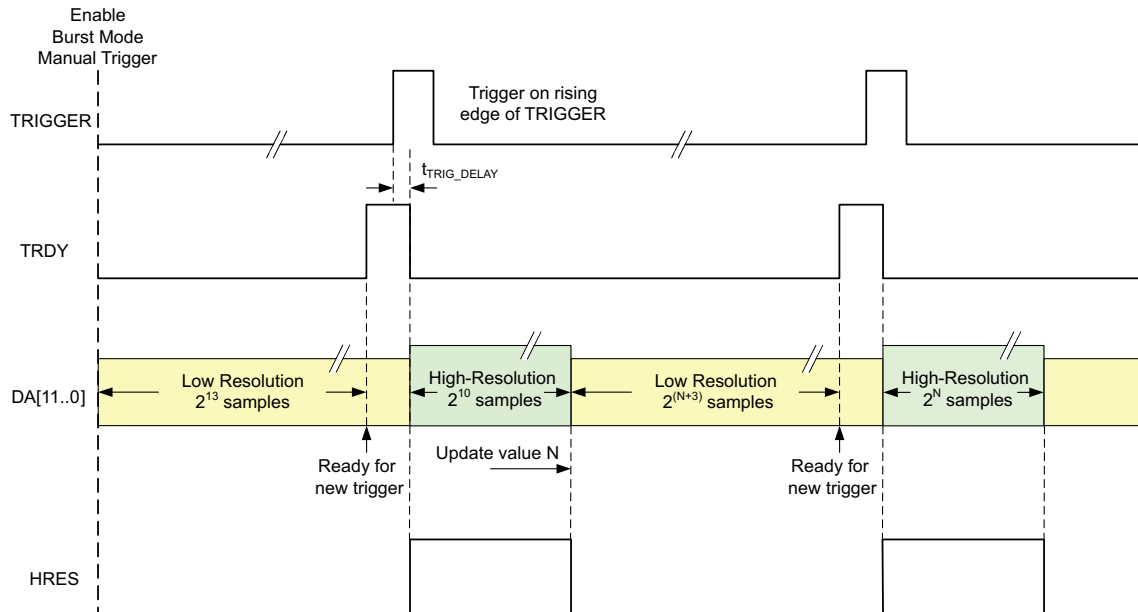 Enable
Burst Mode
Manual Trigger
TRIGGER
Trigger on rising
edge of TRIGGER
tTRIG_DELAY
TRDY
DA[11..0]
Low Resolution
2^13 samples
High-Resolution
2^10 samples
Low Resolution
2^(N+3) samples
High-Resolution
2^N samples
Ready for
new trigger
Update value N
Ready for
new trigger
HRES